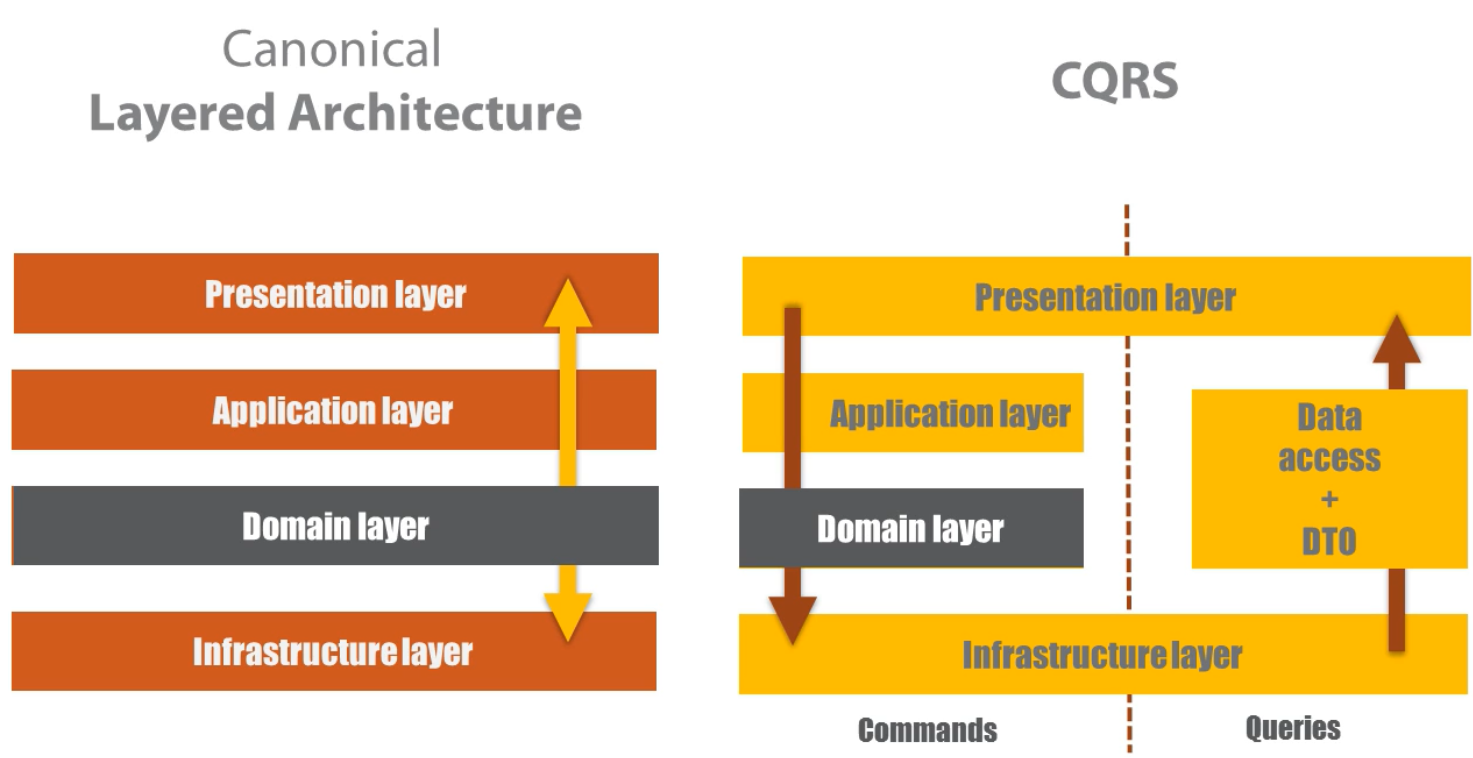 Canonical
Layered Architecture
Presentation layer
Application layer
Domain layer
Infrastructure layer
CQRS
Presentation layer
Application layer
Domain layer
Data
access
+
DTO
Infrastructure layer
Commands
Queries